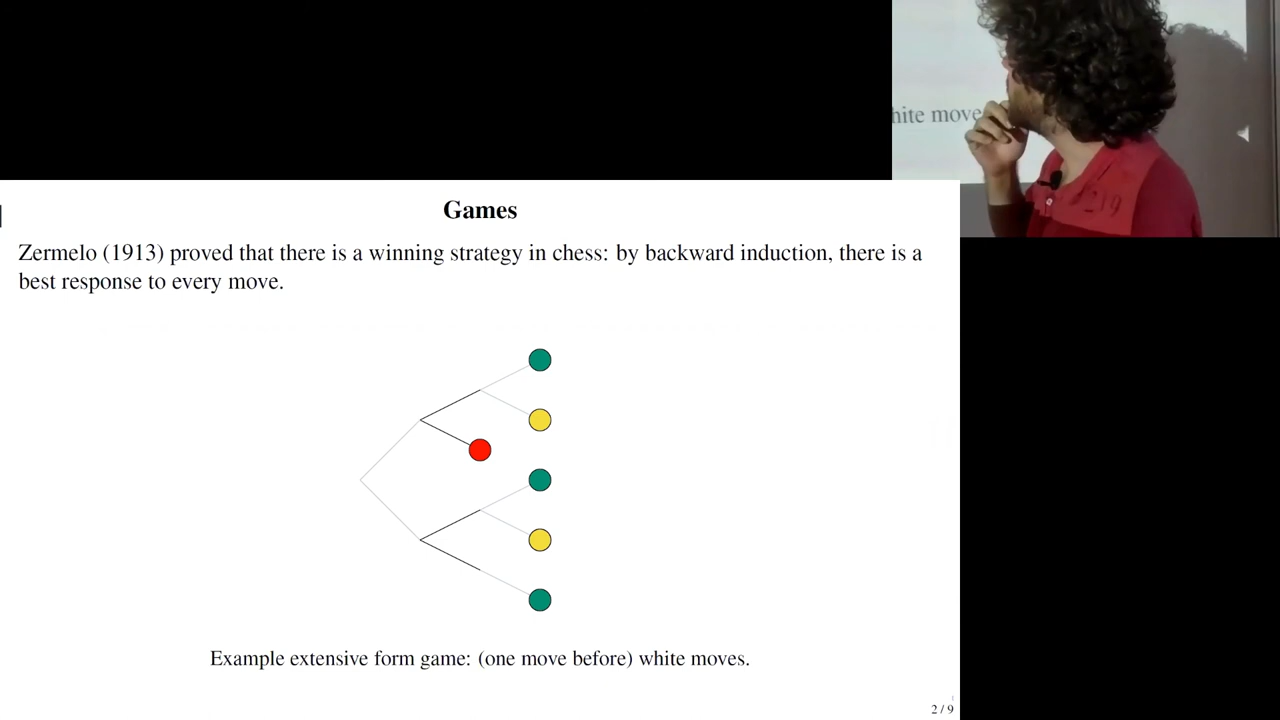 hite move
Games
Zermelo (1913) proved that there is a winning strategy in chess: by backward induction, there is a
best response to every move.
Example extensive form game: (one move before) white moves.
2 / 9